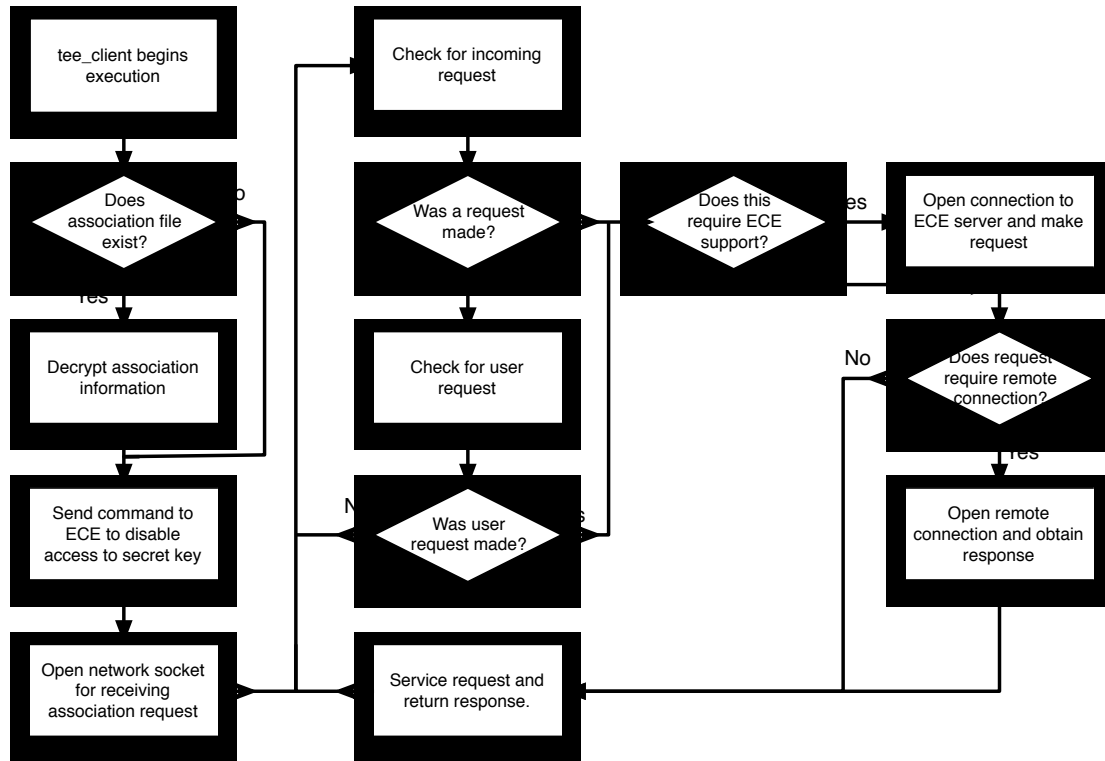 tee_client begins
execution
Does
association file
exist?
Yes
Decrypt association
information
Send command to
ECE to disable
access to secret key
Open network socket
for receiving
association request
Check for incoming
request
Was a request
made?
Check for user
request
Was user
request made?
Service request and
return response.
Does this
require ECE
support?
Open connection to
ECE server and make
request
Does request
require remote
connection?
No
Yes
Open remote
connection and obtain
response